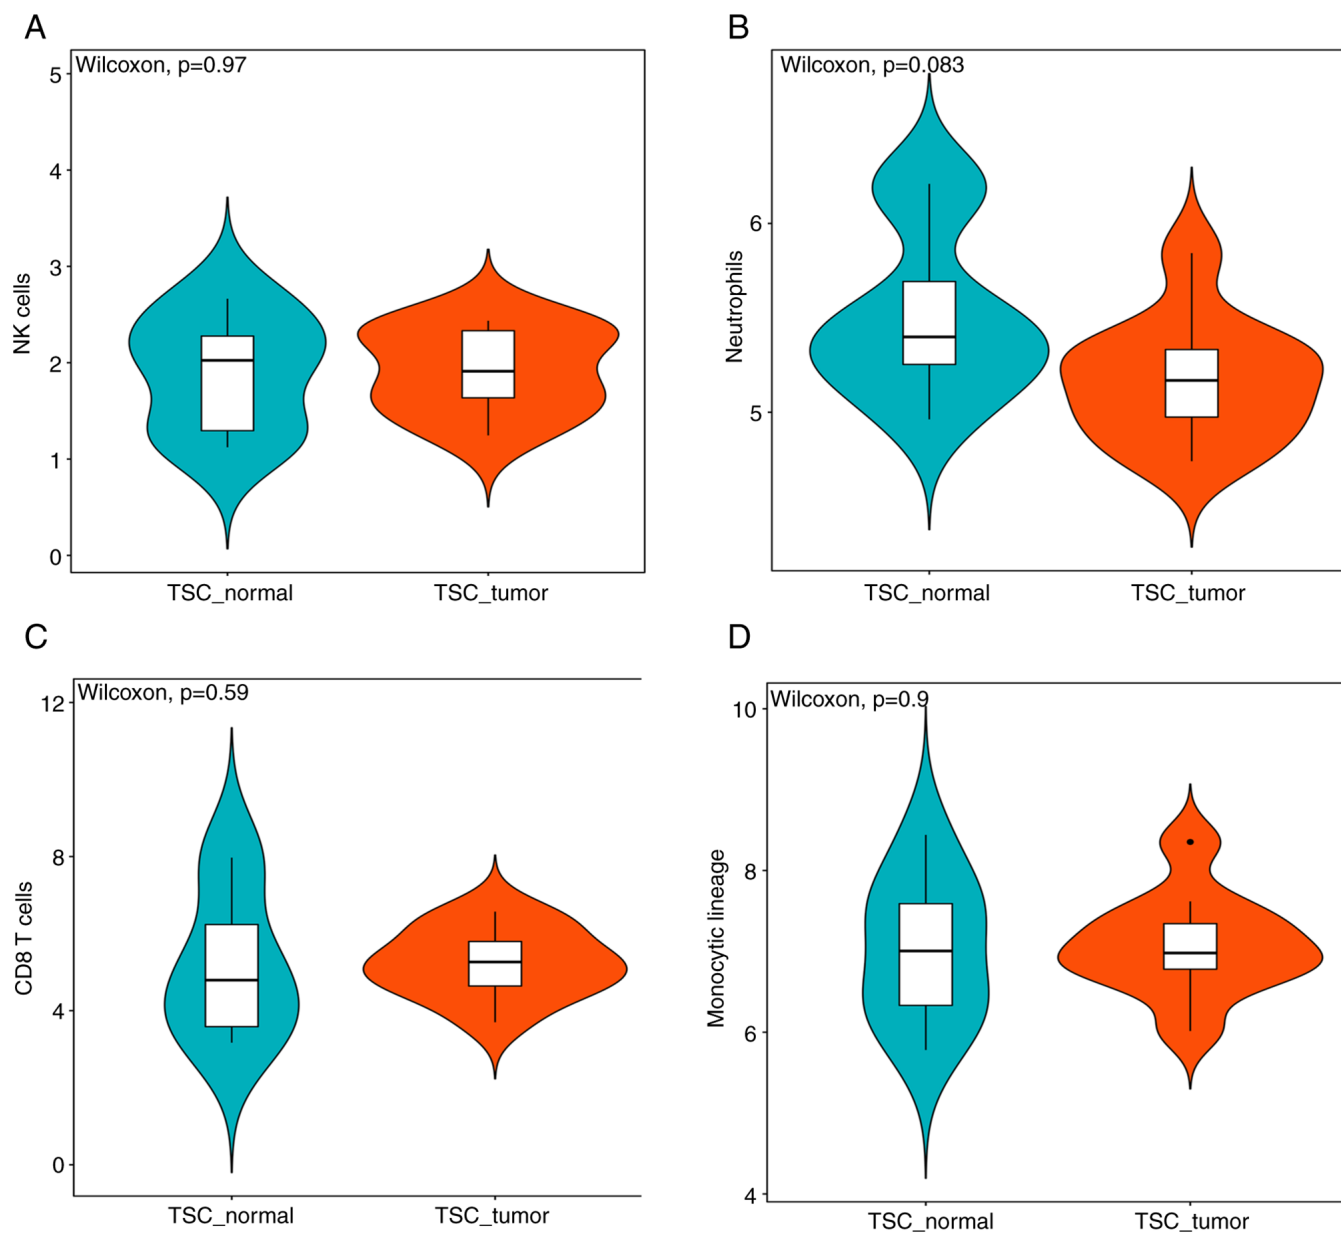 A
Wilcoxon, p=0.97
5
4
3
2
1
0
NK cells
TSC_normal
TSC_tumor
B
Wilcoxon, p=0.083
6
5
Neutrophils
TSC_normal
TSC_tumor
C
Wilcoxon, p=0.59
12
8
4
0
CD8 T cells
TSC_normal
TSC_tumor
D
Wilcoxon, p=0.9
10
8
6
4
Monocytic lineage
TSC_normal
TSC_tumor